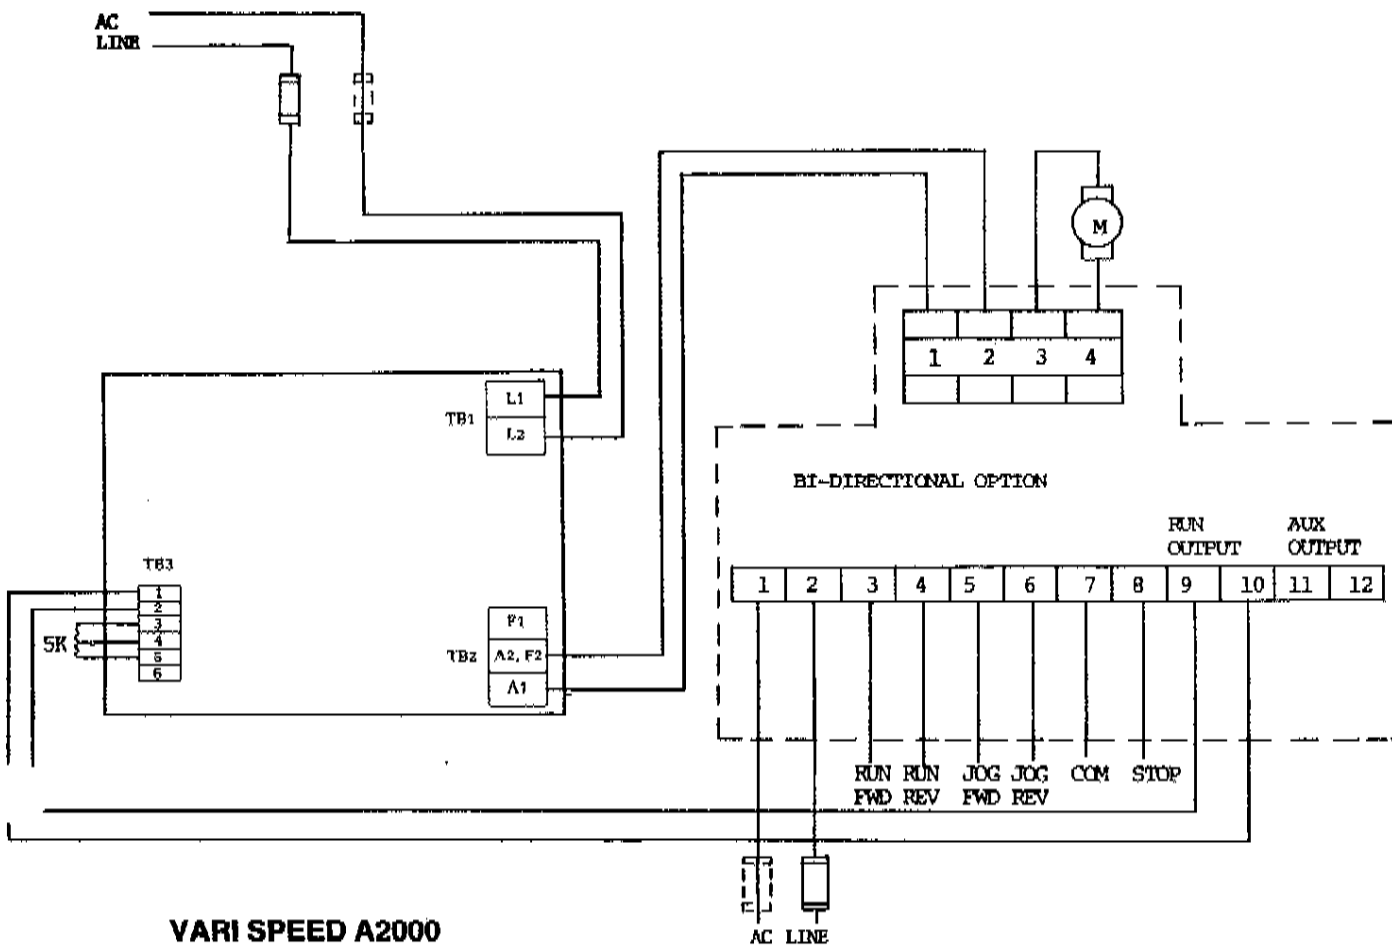 AC
LINE
M
1 2 3 4
L1
TB1
L2
BI-DIRECTIONAL OPTION
RUN
OUTPUT
AUX
OUTPUT
1 2 3 4 5 6 7 8 9 10 11 12
TB3
1
2
3
4
5
6
5K
F1
TB2
A2, F2
A1
RUN
FWD
RUN
REV
JOG
FWD
JOG
REV
COM
STOP
AC LINE
VARI SPEED A2000